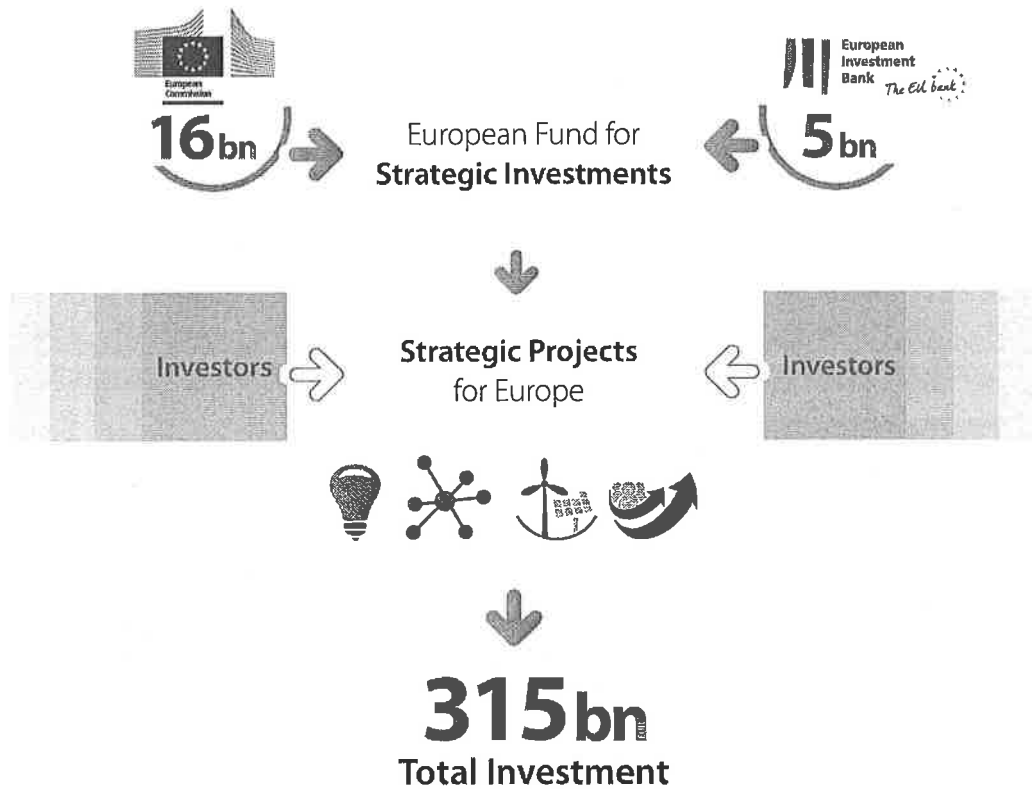 European
Commission
16bn
European
Investment
Bank
The EU bank
5bn
European Fund for
Strategic Investments
Investors
Strategic Projects
for Europe
Investors
315bn
EUR
Total Investment